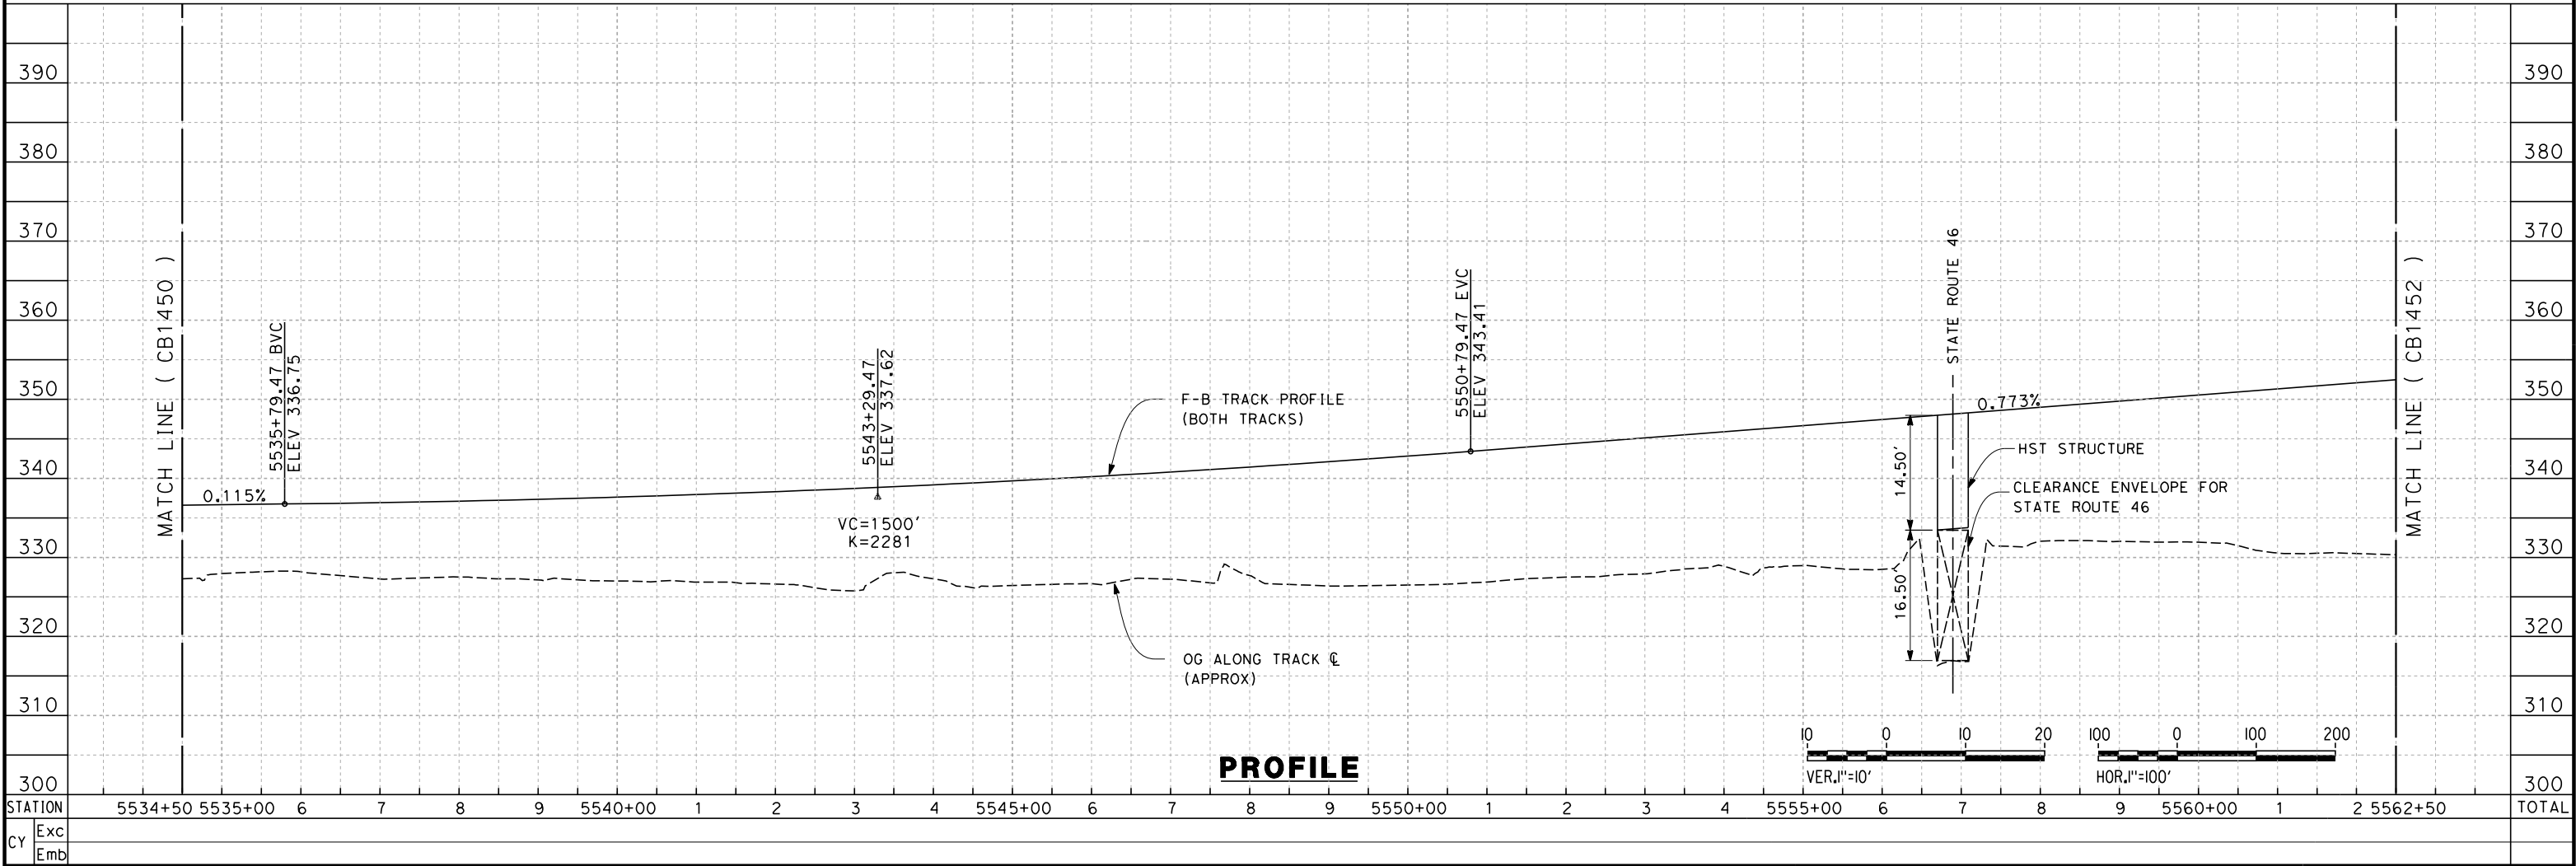 390
380
370
360
350
340
330
320
310
300
390
380
370
360
350
340
330
320
310
300
MATCH LINE ( CB1450 )
0.115%
5535+79.47 BVC
ELEV 336.75
5543+29.47
ELEV 337.62
VC=1500'
K=2281
F-B TRACK PROFILE
(BOTH TRACKS)
OG ALONG TRACK ℄
(APPROX)
5550+79.47 EVC
ELEV 343.41
STATE ROUTE 46
0.773%
14.50'
16.50'
HST STRUCTURE
CLEARANCE ENVELOPE FOR
STATE ROUTE 46
MATCH LINE ( CB1452 )
PROFILE
10 0 10 20
VER.1"=10'
100 0 100 200
HOR.1"=100'
STATION 5534+50 5535+00 6 7 8 9 5540+00 1 2 3 4 5545+00 6 7 8 9 5550+00 1 2 3 4 5555+00 6 7 8 9 5560+00 1 2 5562+50 TOTAL
CY
Exc
Emb